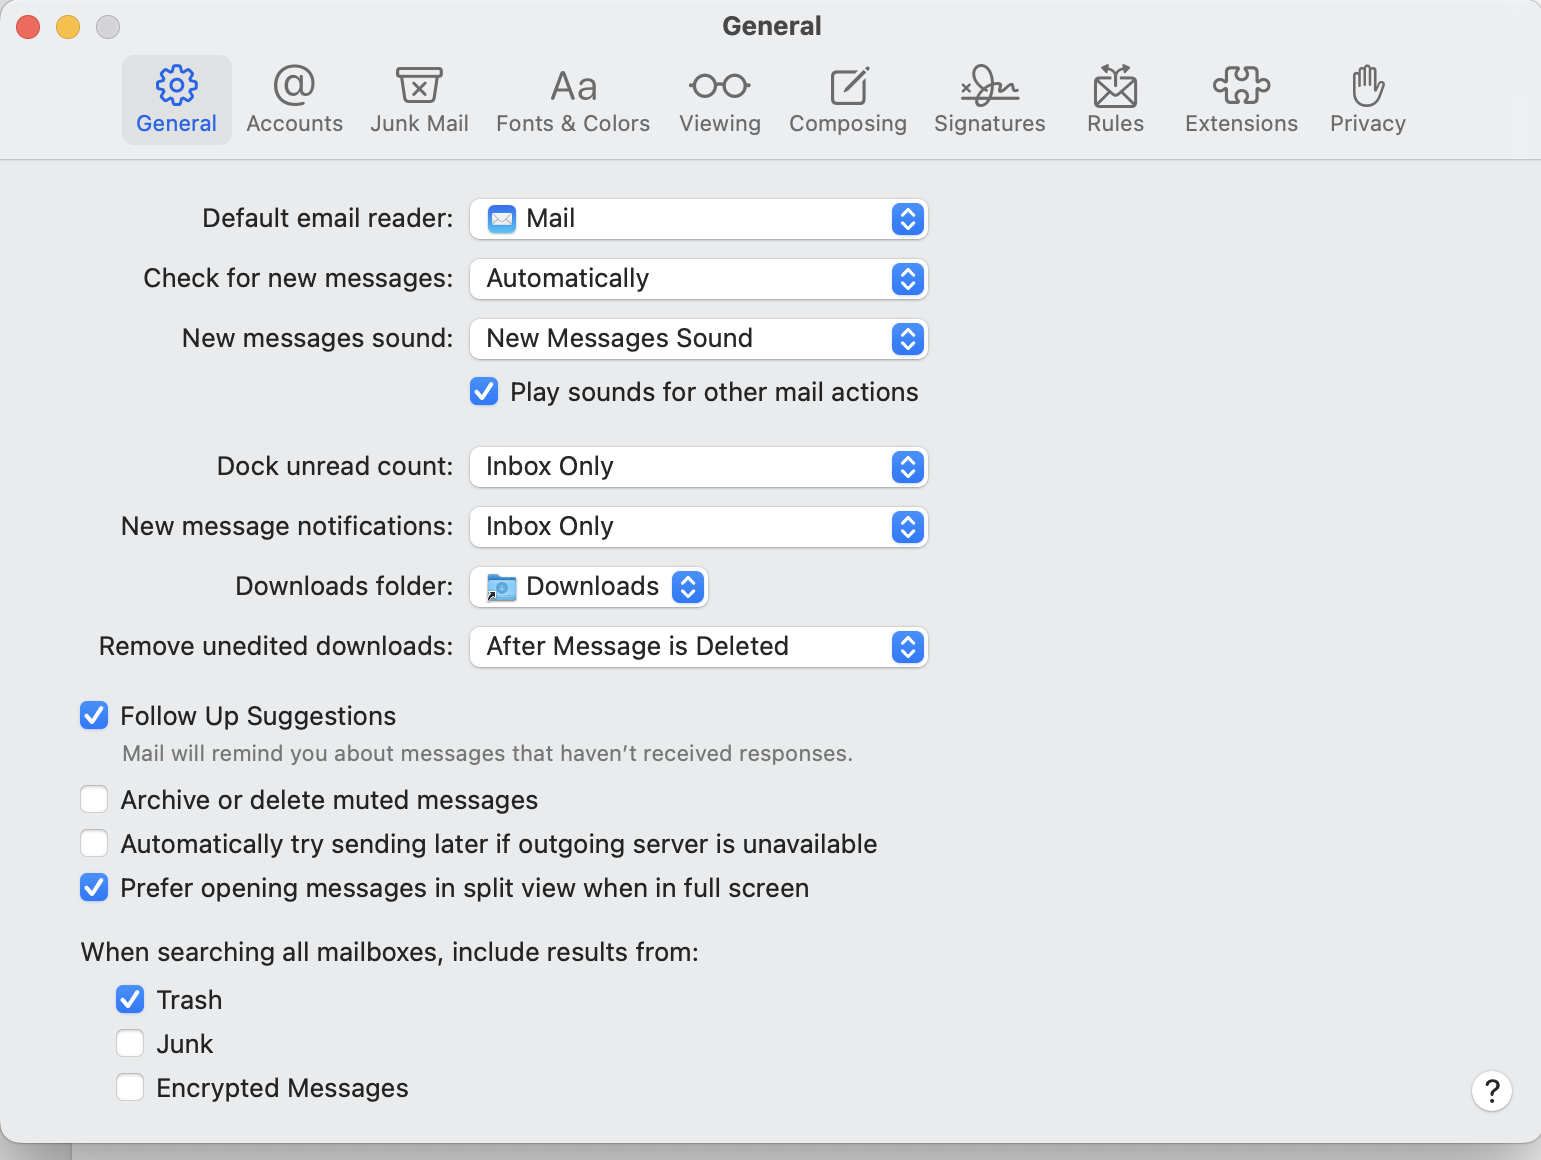 General
General Accounts Junk Mail Fonts & Colors Viewing Composing Signatures Rules Extensions Privacy
Default email reader: Mail
Check for new messages: Automatically
New messages sound: New Messages Sound
Play sounds for other mail actions
Dock unread count: Inbox Only
New message notifications: Inbox Only
Downloads folder: Downloads
Remove unedited downloads: After Message is Deleted
Follow Up Suggestions
Mail will remind you about messages that haven’t received responses.
Archive or delete muted messages
Automatically try sending later if outgoing server is unavailable
Prefer opening messages in split view when in full screen
When searching all mailboxes, include results from:
Trash
Junk
Encrypted Messages
?